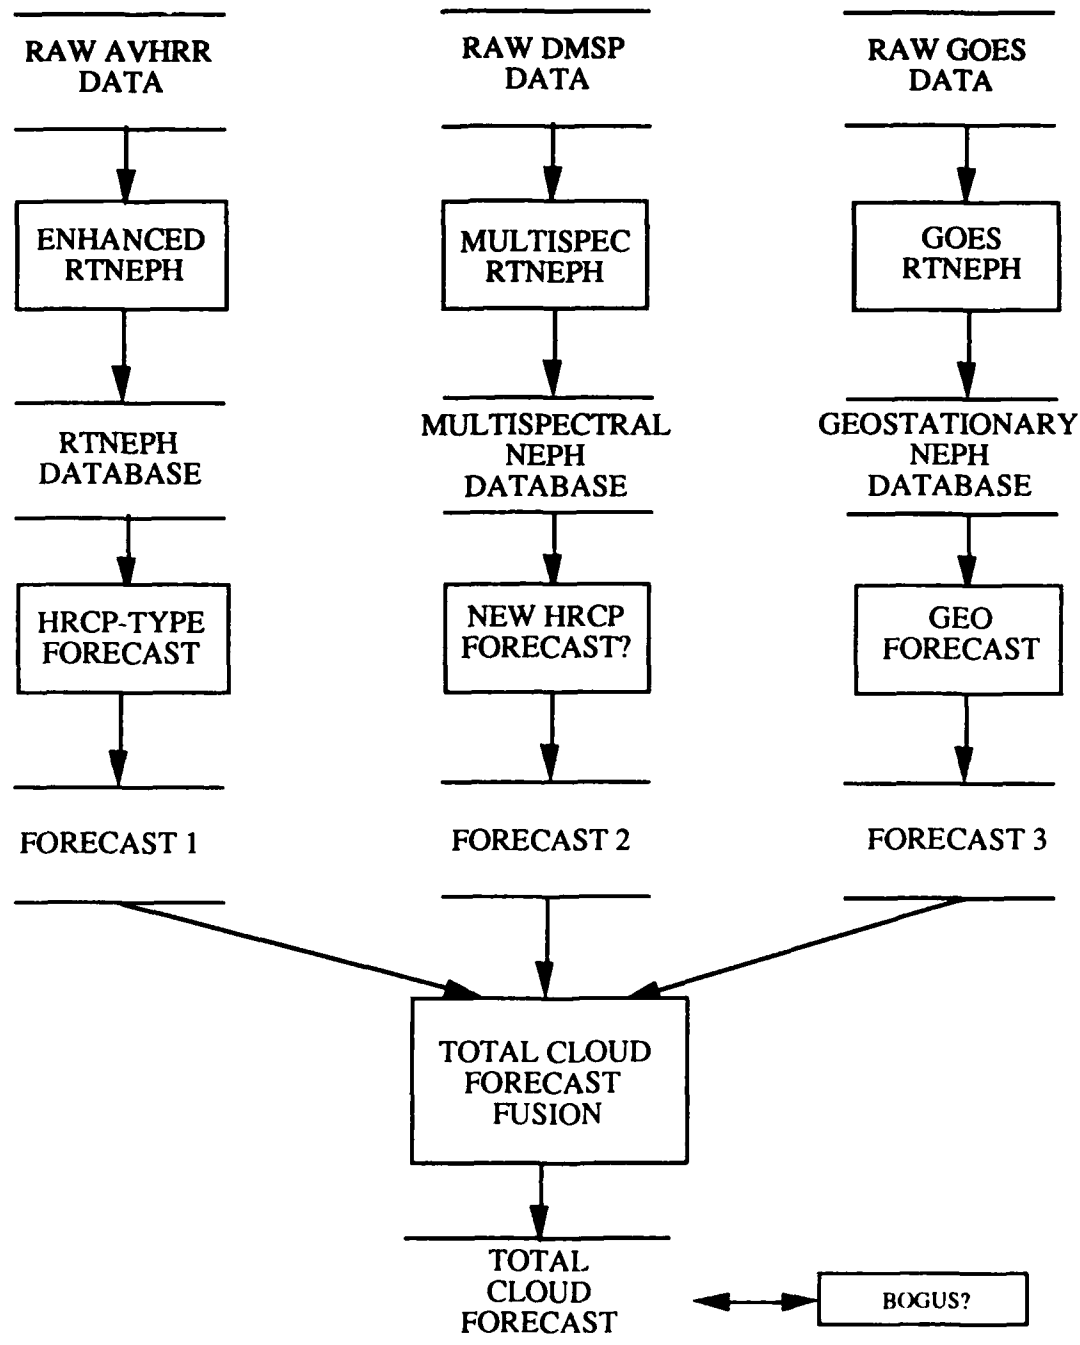 RAW AVHRR
DATA
RAW DMSP
DATA
RAW GOES
DATA
ENHANCED
RTNEPH
MULTISPEC
RTNEPH
GOES
RTNEPH
RTNEPH
DATABASE
MULTISPECTRAL
NEPH
DATABASE
GEOSTATIONARY
NEPH
DATABASE
HRCP-TYPE
FORECAST
NEW HRCP
FORECAST?
GEO
FORECAST
FORECAST 1
FORECAST 2
FORECAST 3
TOTAL CLOUD
FORECAST
FUSION
TOTAL
CLOUD
FORECAST
BOGUS?